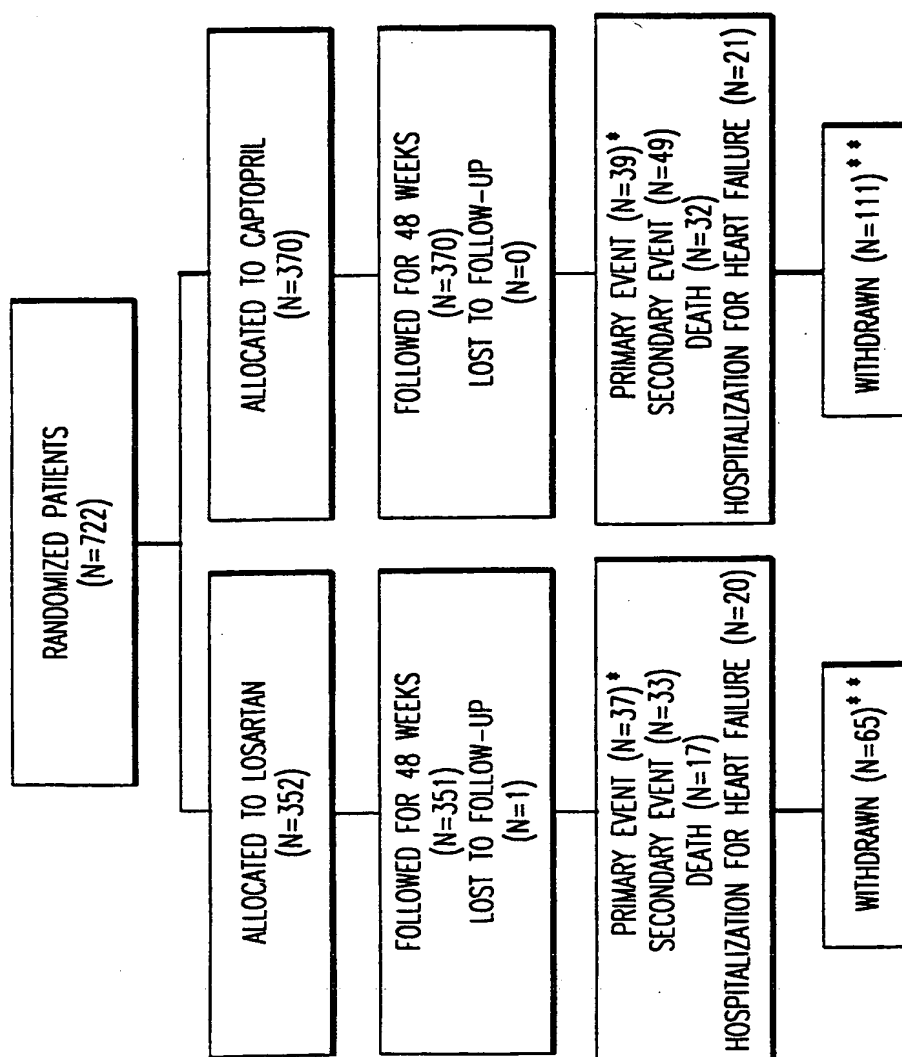 RANDOMIZED PATIENTS
(N=722)
ALLOCATED TO LOSARTAN
(N=352)
ALLOCATED TO CAPTOPRIL
(N=370)
FOLLOWED FOR 48 WEEKS
(N=351)
LOST TO FOLLOW-UP
(N=1)
FOLLOWED FOR 48 WEEKS
(N=370)
LOST TO FOLLOW-UP
(N=0)
PRIMARY EVENT (N=37)*
SECONDARY EVENT (N=33)
DEATH (N=17)
HOSPITALIZATION FOR HEART FAILURE (N=20)
PRIMARY EVENT (N=39)*
SECONDARY EVENT (N=49)
DEATH (N=32)
HOSPITALIZATION FOR HEART FAILURE (N=21)
WITHDRAWN (N=65)**
WITHDRAWN (N=111)**